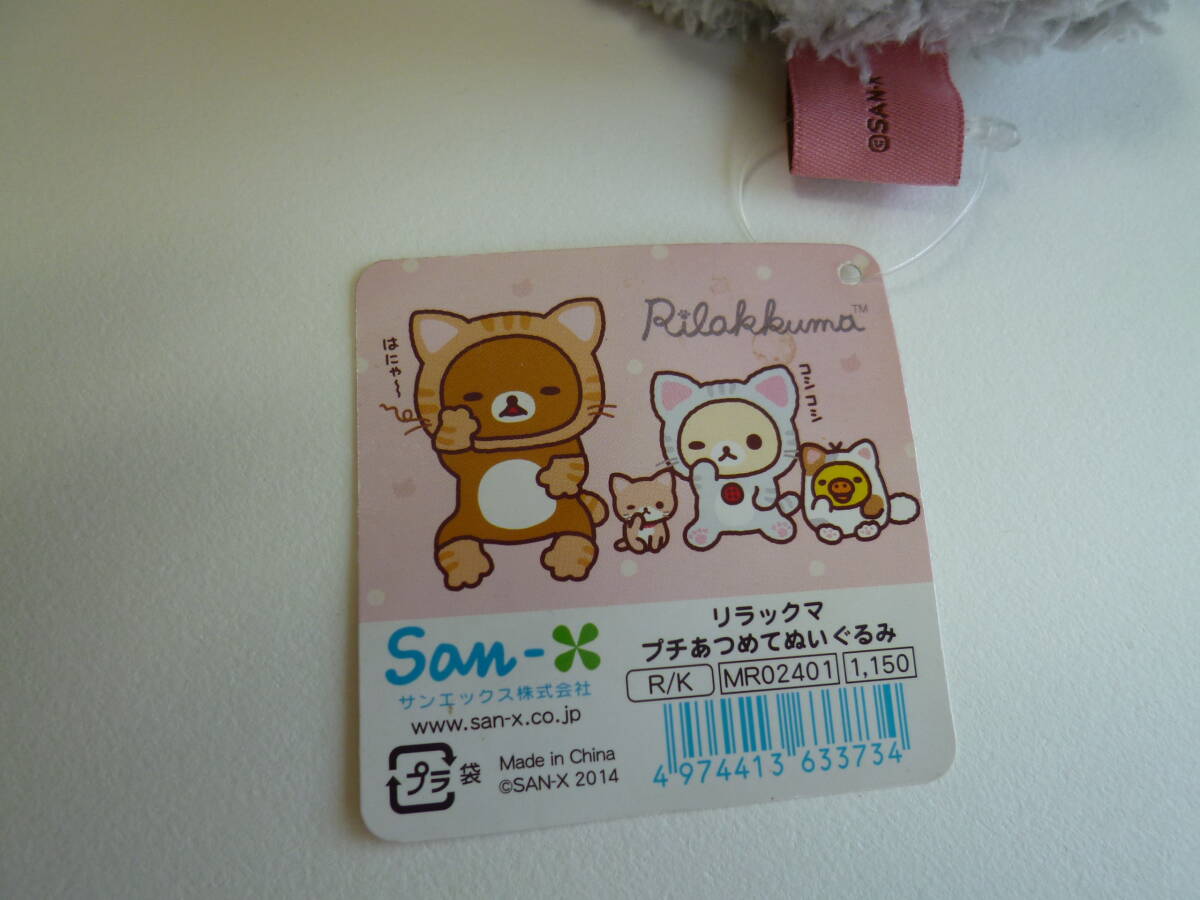 ©SAN-X
Rilakkuma™
はにゃ～
コシコシ
リラックマ
プチあつめてぬいぐるみ
R/K MR02401 1,150
San-X
サンエックス株式会社
www.san-x.co.jp
プラ 袋
Made in China
©SAN-X 2014
4 974413 633734